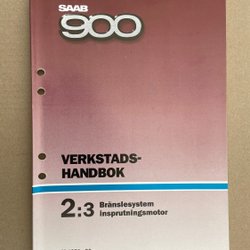 SAAB
900
VERKSTADS-
HANDBOK
2:3 Bränslesystem
insprutningsmotor